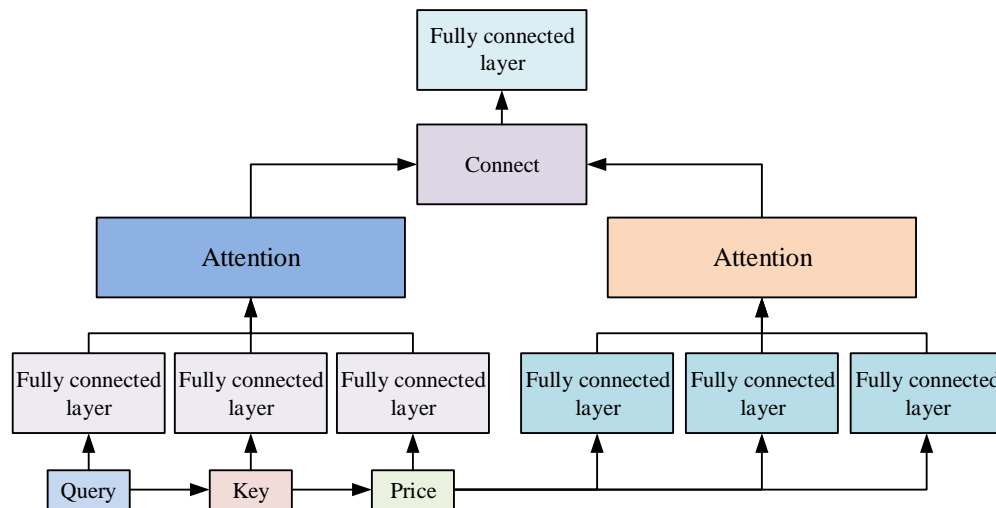 Fully connected
layer
Connect
Attention
Attention
Fully connected
layer
Fully connected
layer
Fully connected
layer
Fully connected
layer
Fully connected
layer
Fully connected
layer
Query
Key
Price